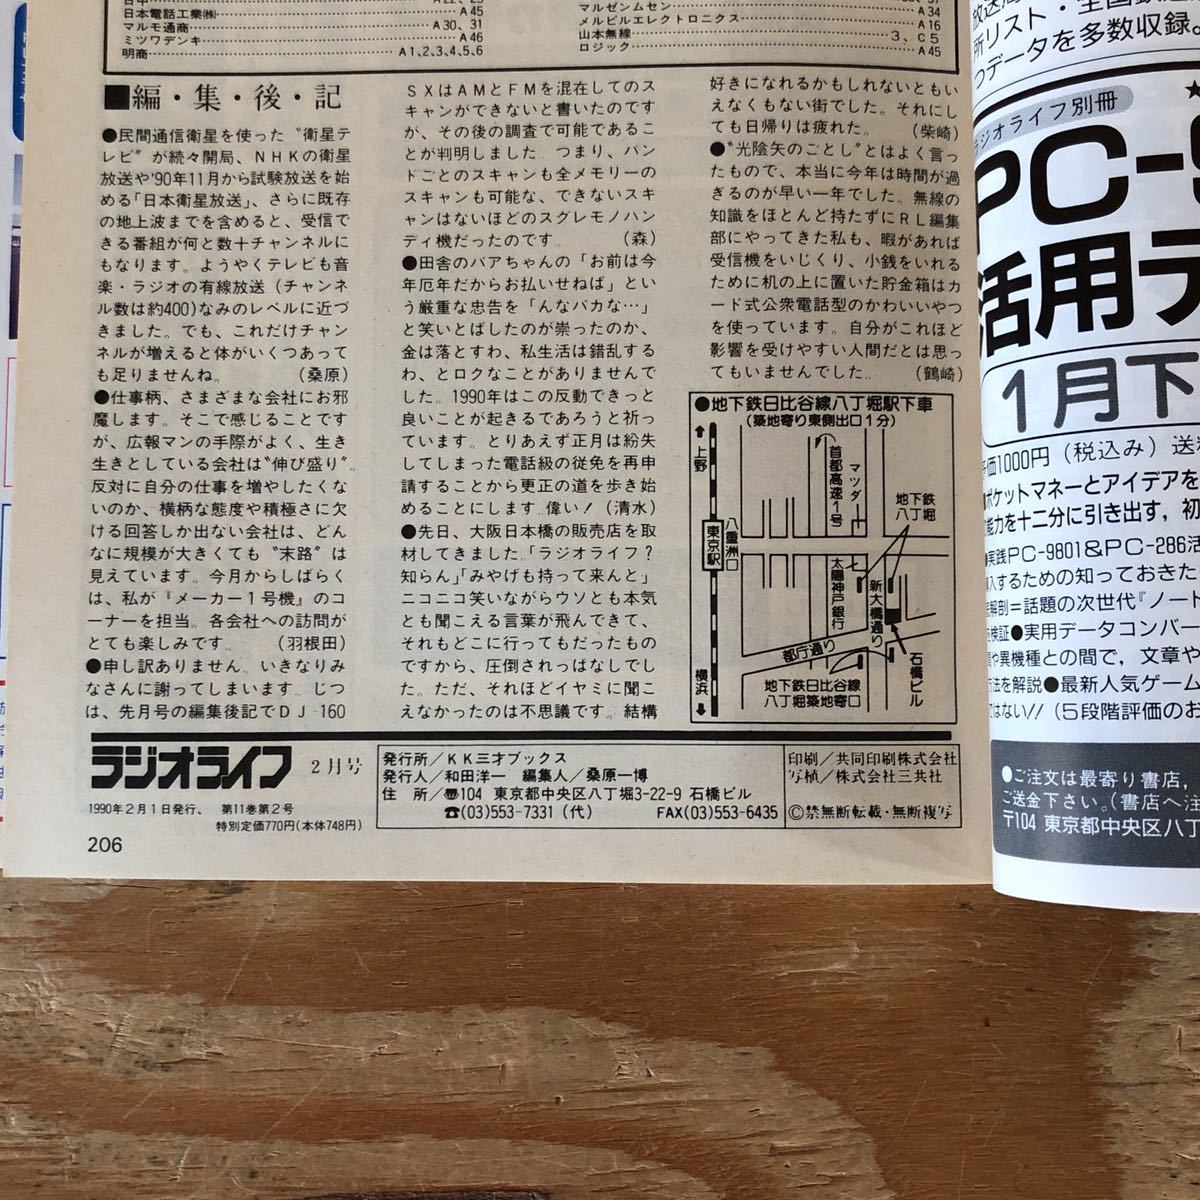 日本電話工業㈱ A45
マルモ通商 A30、31
ミツワデンキ A46
明商 A1,2,3,4,5,6
マルゼンムセン A34
メルビルエレクトロニクス A16
山本無線 3、C5
ロジック A45
■編・集・後・記
●民間通信衛星を使った〝衛星テ
レビ〟が続々開局、NHKの衛星
放送や'90年11月から試験放送を始
める「日本衛星放送」、さらに既存
の地上波までを含めると、受信で
きる番組が何と数十チャンネルに
もなります。ようやくテレビも音
楽・ラジオの有線放送（チャンネ
ル数は約400）なみのレベルに近づ
きました。でも、これだけチャン
ネルが増えると体がいくつあって
も足りませんね。（桑原）
●仕事柄、さまざまな会社にお邪
魔します。そこで感じることです
が、広報マンの手際がよく、生き
生きとしている会社は〝伸び盛り〟。
反対に自分の仕事を増やしたくな
いのか、横柄な態度や積極さに欠
ける回答しか出ない会社は、どん
なに規模が大きくても〝末路〟は
見えています。今月からしばらく
は、私が『メーカー1号機』のコ
ーナーを担当。各会社への訪問が
とても楽しみです。（羽根田）
●申し訳ありません。いきなりみ
なさんに謝ってしまいます。じつ
は、先月号の編集後記でDJ-160
SXはAMとFMを混在してのス
キャンができないと書いたのです
が、その後の調査で可能であるこ
とが判明しました。つまり、バン
ドごとのスキャンも全メモリーの
スキャンも可能な、できないスキ
ャンはないほどのスグレモノハン
ディ機だったのです。（森）
●田舎のバアちゃんの「お前は今
年厄年だからお払いせねば」とい
う厳重な忠告を「んなバカな…」
と笑いとばしたのが祟ったのか、
金は落とすわ、私生活は錯乱する
わ、とロクなことがありませんで
した。1990年はこの反動できっと
良いことが起きるであろうと祈っ
ています。とりあえず正月は紛失
してしまった電話級の従免を再申
請することから更正の道を歩き始
めることにします。偉い！（清水）
●先日、大阪日本橋の販売店を取
材してきました。「ラジオライフ？
知らん」「みやげも持って来んと」
ニコニコ笑いながらウソとも本気
とも聞こえる言葉が飛んできて、
それもどこに行ってもだったもの
ですから、圧倒されっぱなしでし
た。ただ、それほどイヤミに聞こ
えなかったのは不思議です。結構
好きになれるかもしれないともい
えなくもない街でした。それにし
ても日帰りは疲れた。（柴崎）
●〝光陰矢のごとし〟とはよく言っ
たもので、本当に今年は時間が過
ぎるのが早い一年でした。無線の
知識をほとんど持たずにRL編集
部にやってきた私も、暇があれば
受信機をいじくり、小銭をいれる
ために机の上に置いた貯金箱はカ
ード式公衆電話型のかわいいやつ
を使っています。自分がこれほど
影響を受けやすい人間だとは思っ
てもいませんでした。（鶴崎）
●地下鉄日比谷線八丁堀駅下車
（築地寄り東側出口1分）
上野
東京駅
八重洲口
横浜
首都高速1号
マツダ
地下鉄
八丁堀
太陽神戸銀行
新大橋通り
都庁通り
石橋ビル
地下鉄日比谷線
八丁堀築地寄口
ラジオライフ 2月号
1990年2月1日発行、 第11巻第2号
特別定価770円（本体748円）
発行所／KK三才ブックス
発行人／和田洋一 編集人／桑原一博
住 所／〠104 東京都中央区八丁堀3-22-9 石橋ビル
☎(03)553-7331（代） FAX(03)553-6435
印刷／共同印刷株式会社
写植／株式会社三共社
Ⓒ禁無断転載・無断複写
206
つデータを多数収録。
ラジオライフ別冊
PC-9
活用テ
1月下
価1000円（税込み）送料
ポケットマネーとアイデアを
能力を十二分に引き出す，初
●実践PC-9801&PC-286活
入するための知っておきた
解剖＝話題の次世代『ノート
検証●実用データコンバー
や異機種との間で，文章や
方法を解説●最新人気ゲーム
ではない!!（5段階評価のお
●ご注文は最寄り書店，
ご送金下さい。（書店へ注
〒104 東京都中央区八丁